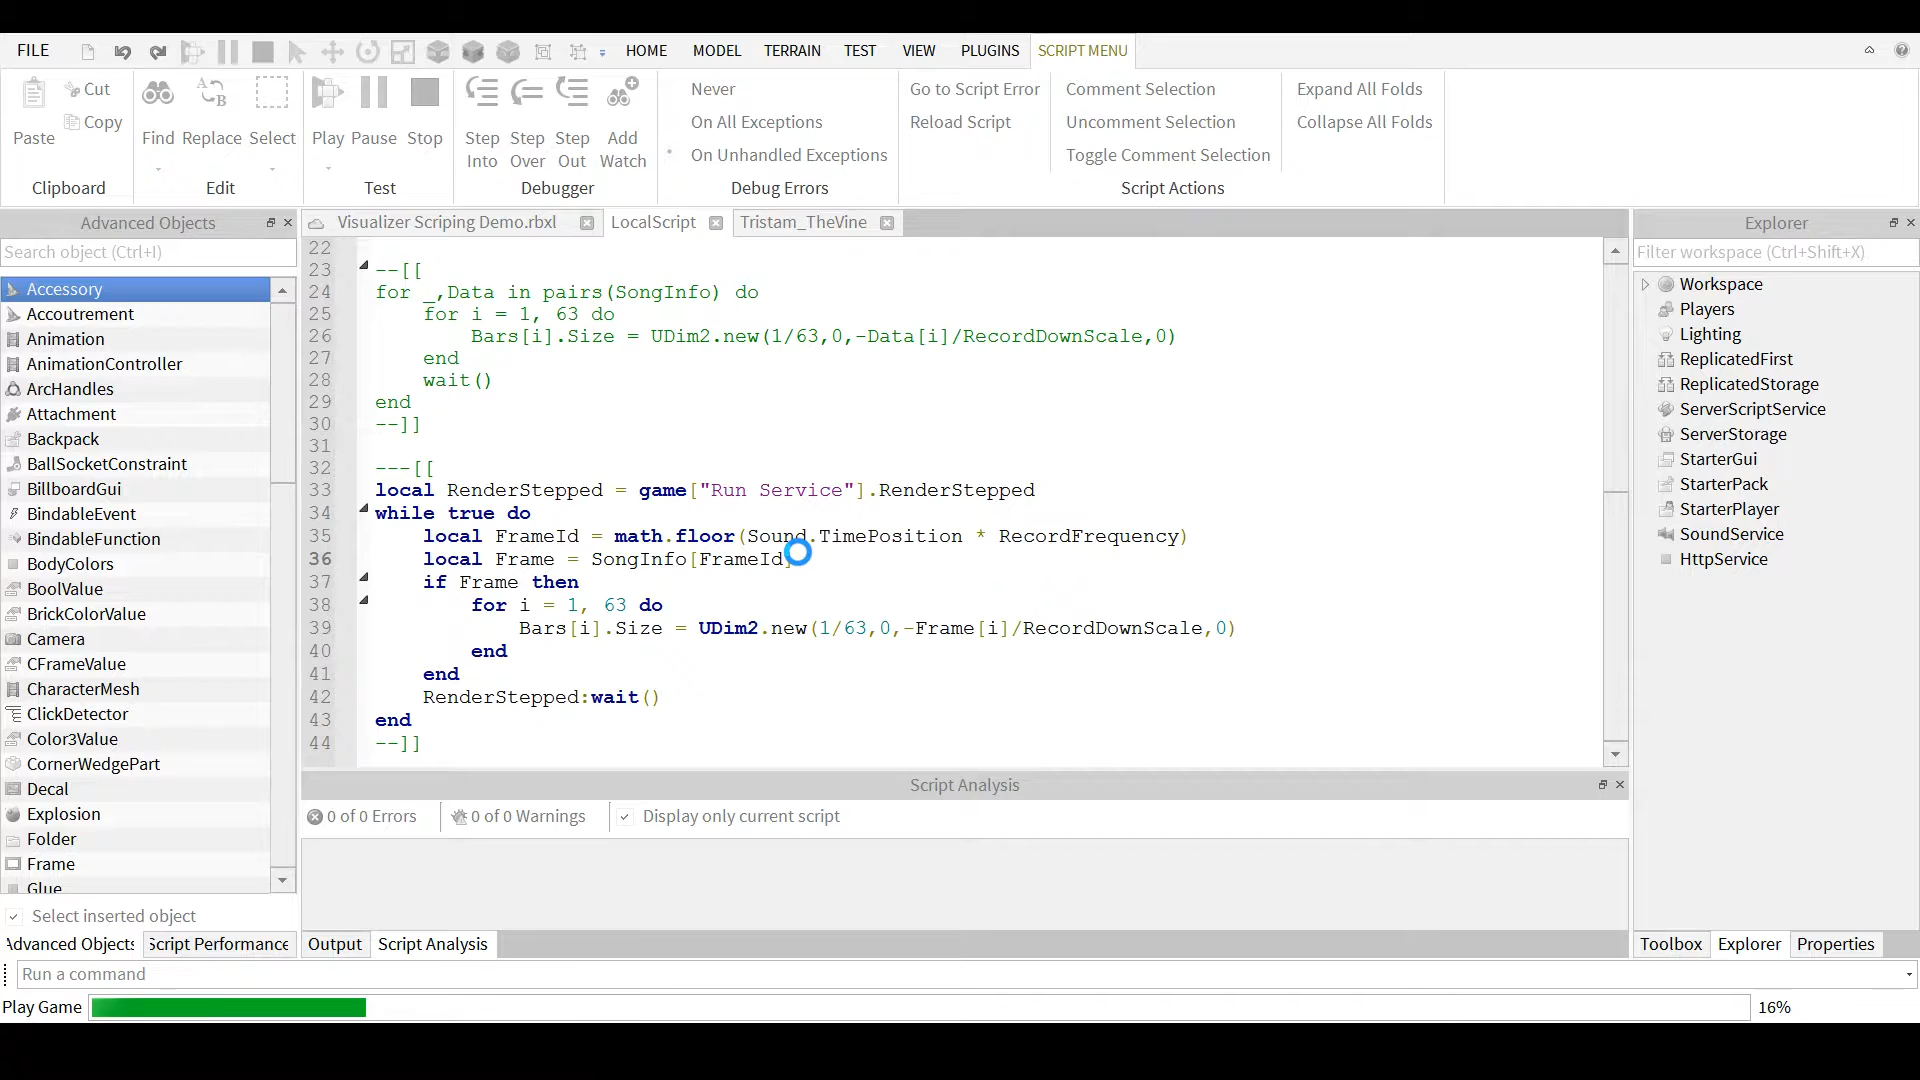 FILE HOME MODEL TERRAIN TEST VIEW PLUGINS SCRIPT MENU
Paste
Cut
Copy
Clipboard
Find Replace Select
Edit
Play Pause Stop
Test
Step Into
Step Over
Step Out
Add Watch
Debugger
Never
On All Exceptions
On Unhandled Exceptions
Debug Errors
Go to Script Error
Reload Script
Comment Selection
Uncomment Selection
Toggle Comment Selection
Script Actions
Expand All Folds
Collapse All Folds
Advanced Objects
Search object (Ctrl+I)
Accessory
Accoutrement
Animation
AnimationController
ArcHandles
Attachment
Backpack
BallSocketConstraint
BillboardGui
BindableEvent
BindableFunction
BodyColors
BoolValue
BrickColorValue
Camera
CFrameValue
CharacterMesh
ClickDetector
Color3Value
CornerWedgePart
Decal
Explosion
Folder
Frame
Glue
Select inserted object
Advanced Objects Script Performance
Visualizer Scriping Demo.rbxl LocalScript Tristam_TheVine
22
23 --[[
24 for _,Data in pairs(SongInfo) do
25 for i = 1, 63 do
26 Bars[i].Size = UDim2.new(1/63,0,-Data[i]/RecordDownScale,0)
27 end
28 wait()
29 end
30 --]]
31
32 ---[[
33 local RenderStepped = game["Run Service"].RenderStepped
34 while true do
35 local FrameId = math.floor(Sound.TimePosition * RecordFrequency)
36 local Frame = SongInfo[FrameId]
37 if Frame then
38 for i = 1, 63 do
39 Bars[i].Size = UDim2.new(1/63,0,-Frame[i]/RecordDownScale,0)
40 end
41 end
42 RenderStepped:wait()
43 end
44 --]]
Script Analysis
0 of 0 Errors 0 of 0 Warnings Display only current script
Output Script Analysis
Explorer
Filter workspace (Ctrl+Shift+X)
Workspace
Players
Lighting
ReplicatedFirst
ReplicatedStorage
ServerScriptService
ServerStorage
StarterGui
StarterPack
StarterPlayer
SoundService
HttpService
Toolbox Explorer Properties
Run a command
Play Game 16%